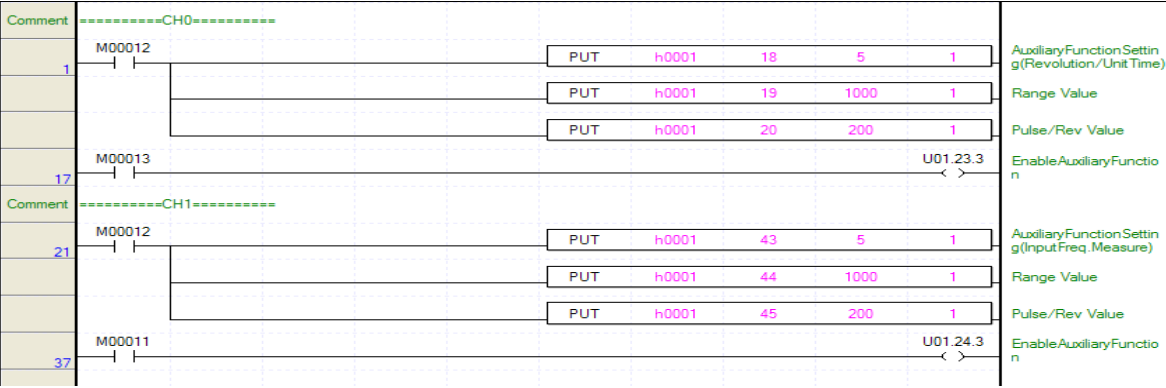 Comment ==========CH0==========
M00012
1 PUT h0001 18 5 1 AuxiliaryFunctionSettin
g(Revolution/UnitTime)
PUT h0001 19 1000 1 Range Value
PUT h0001 20 200 1 Pulse/Rev Value
M00013 U01.23.3 EnableAuxiliaryFunctio
17 n
Comment ==========CH1==========
M00012
21 PUT h0001 43 5 1 AuxiliaryFunctionSettin
g(InputFreq.Measure)
PUT h0001 44 1000 1 Range Value
PUT h0001 45 200 1 Pulse/Rev Value
M00011 U01.24.3 EnableAuxiliaryFunctio
37 n